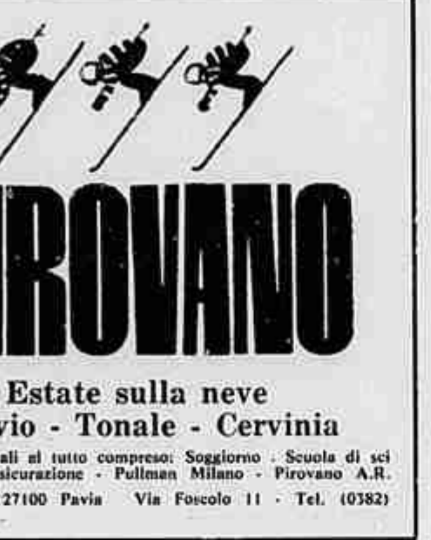 IROVANO
Estate sulla neve
vio - Tonale - Cervinia
ali al tutto compreso: Soggiorno - Scuola di sci
sicurazione - Pullman Milano - Pirovano A.R.
27100 Pavia Via Foscolo 11 - Tel. (0382)